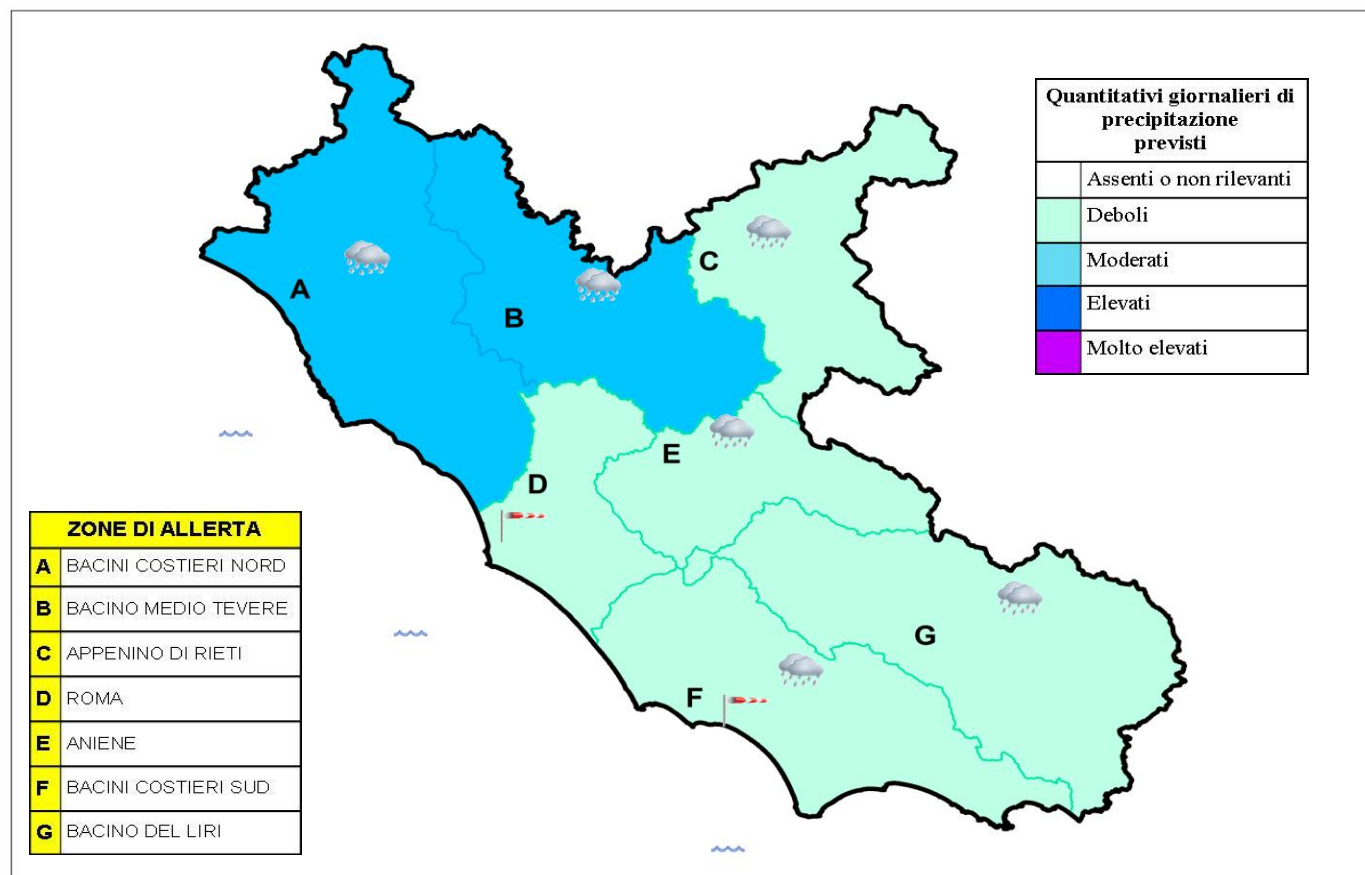 Quantitativi giornalieri di
precipitazione
previsti
Assenti o non rilevanti
Deboli
Moderati
Elevati
Molto elevati
A
B
C
D
E
F
G
ZONE DI ALLERTA
A BACINI COSTIERI NORD
B BACINO MEDIO TEVERE
C APPENINO DI RIETI
D ROMA
E ANIENE
F BACINI COSTIERI SUD
G BACINO DEL LIRI